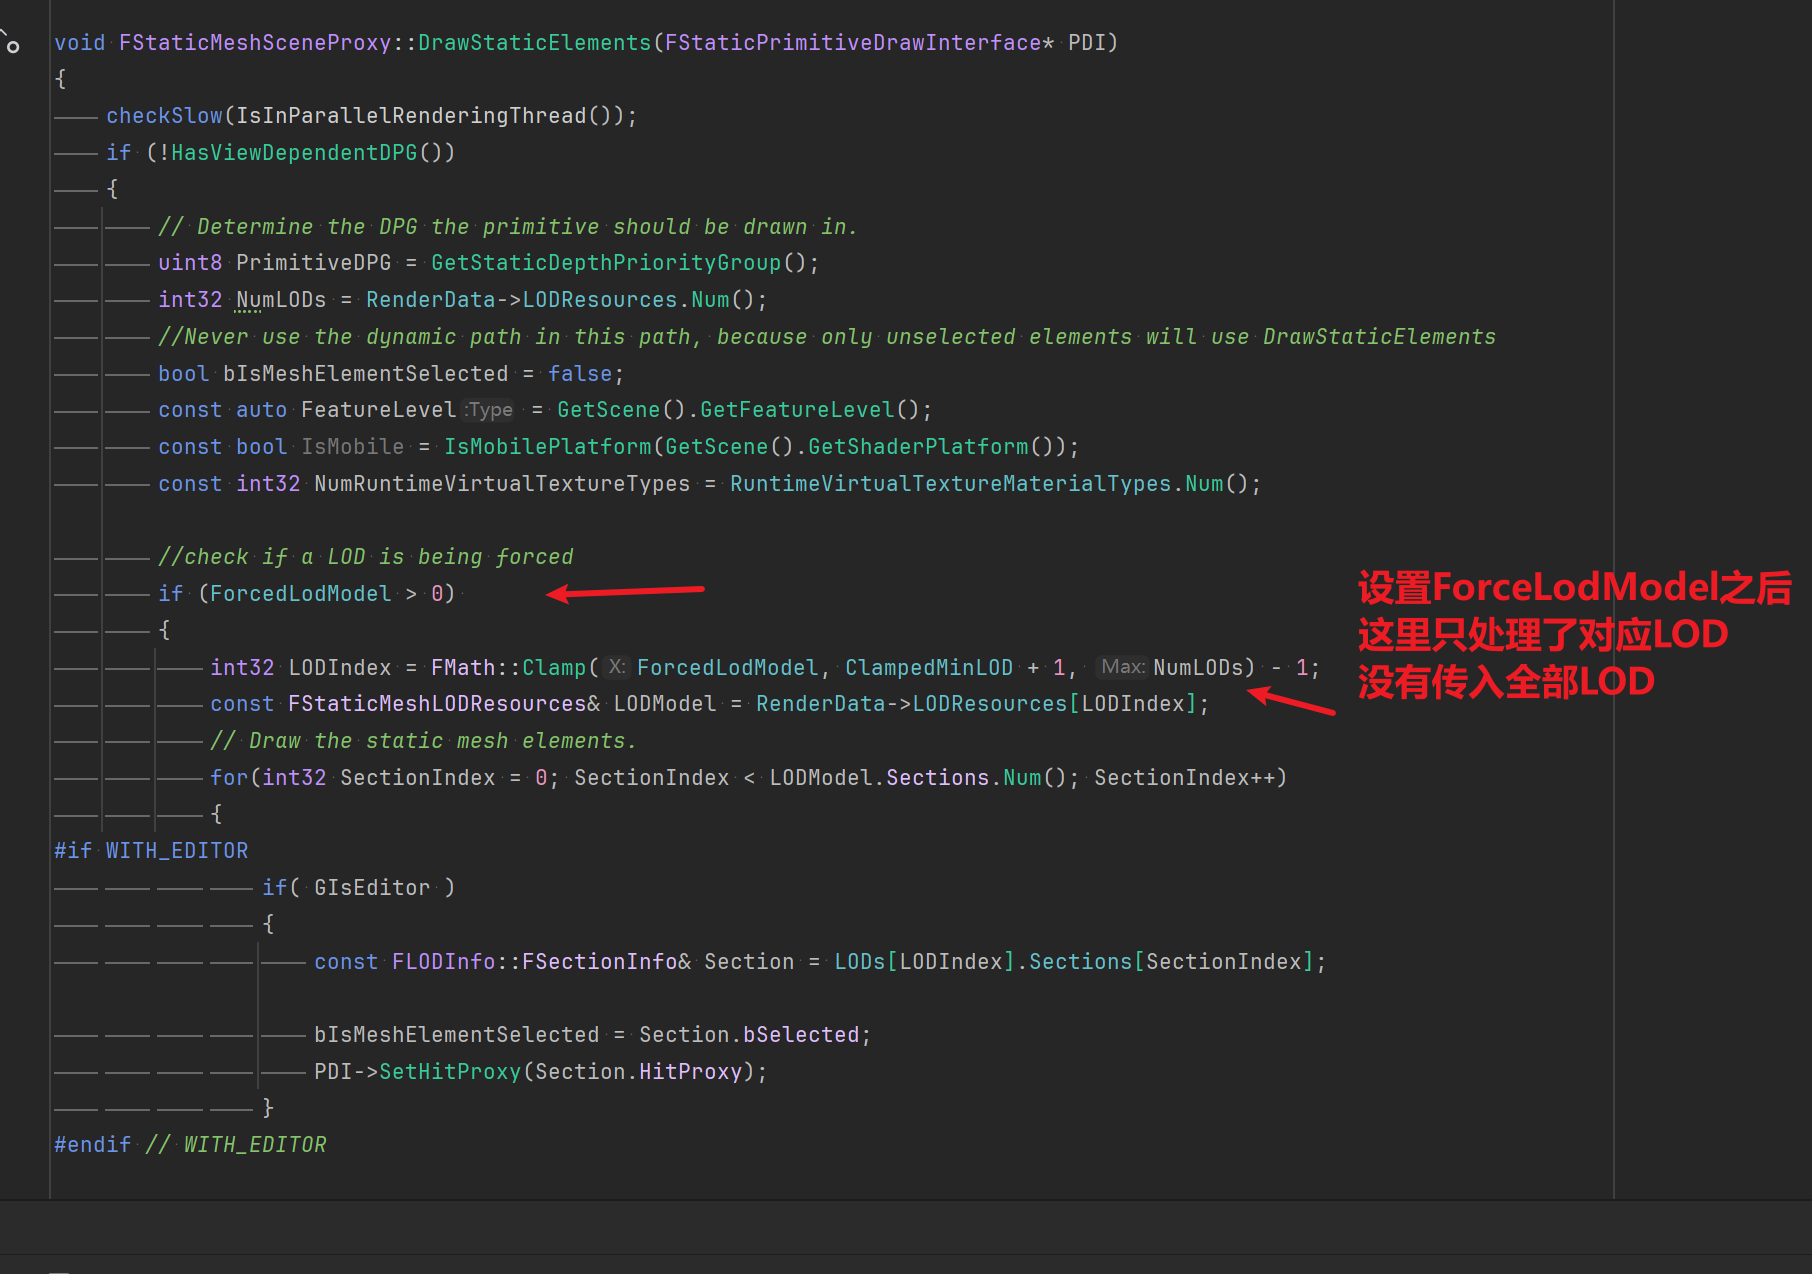 void FStaticMeshSceneProxy::DrawStaticElements(FStaticPrimitiveDrawInterface* PDI)
{
checkSlow(IsInParallelRenderingThread());
if (!HasViewDependentDPG())
{
// Determine the DPG the primitive should be drawn in.
uint8 PrimitiveDPG = GetStaticDepthPriorityGroup();
int32 NumLODs = RenderData->LODResources.Num();
//Never use the dynamic path in this path, because only unselected elements will use DrawStaticElements
bool bIsMeshElementSelected = false;
const auto FeatureLevel :Type = GetScene().GetFeatureLevel();
const bool IsMobile = IsMobilePlatform(GetScene().GetShaderPlatform());
const int32 NumRuntimeVirtualTextureTypes = RuntimeVirtualTextureMaterialTypes.Num();
//check if a LOD is being forced
if (ForcedLodModel > 0)
{
设置ForceLodModel之后
这里只处理了对应LOD
没有传入全部LOD
int32 LODIndex = FMath::Clamp( X: ForcedLodModel, ClampedMinLOD + 1, Max: NumLODs) - 1;
const FStaticMeshLODResources& LODModel = RenderData->LODResources[LODIndex];
// Draw the static mesh elements.
for(int32 SectionIndex = 0; SectionIndex < LODModel.Sections.Num(); SectionIndex++)
{
#if WITH_EDITOR
if( GIsEditor )
{
const FLODInfo::FSectionInfo& Section = LODs[LODIndex].Sections[SectionIndex];
bIsMeshElementSelected = Section.bSelected;
PDI->SetHitProxy(Section.HitProxy);
}
#endif // WITH_EDITOR